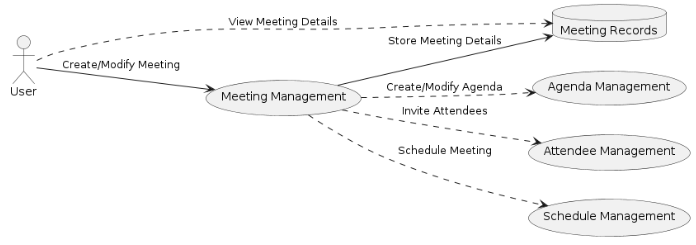 View Meeting Details
Meeting Records
Store Meeting Details
Create/Modify Meeting
User
Meeting Management
Create/Modify Agenda
Agenda Management
Invite Attendees
Attendee Management
Schedule Meeting
Schedule Management